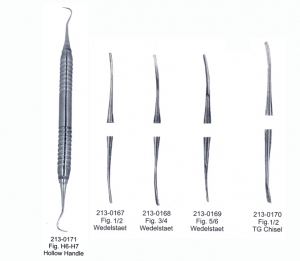 213-0167
Fig. 1/2
Wedelstaet
213-0168
Fig. 3/4
Wedelstaet
213-0169
Fig. 5/6
Wedelstaet
213-0170
Fig.1/2
TG Chisel
213-0171
Fig. H6-H7
Hollow Handle